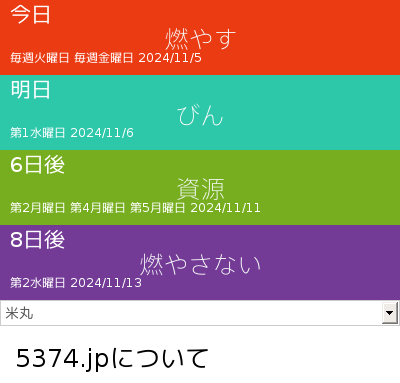 今日
燃やす
毎週火曜日 毎週金曜日 2024/11/5
明日
びん
第1水曜日 2024/11/6
6日後
資源
第2月曜日 第4月曜日 第5月曜日 2024/11/11
8日後
燃やさない
第2水曜日 2024/11/13
米丸
5374.jpについて